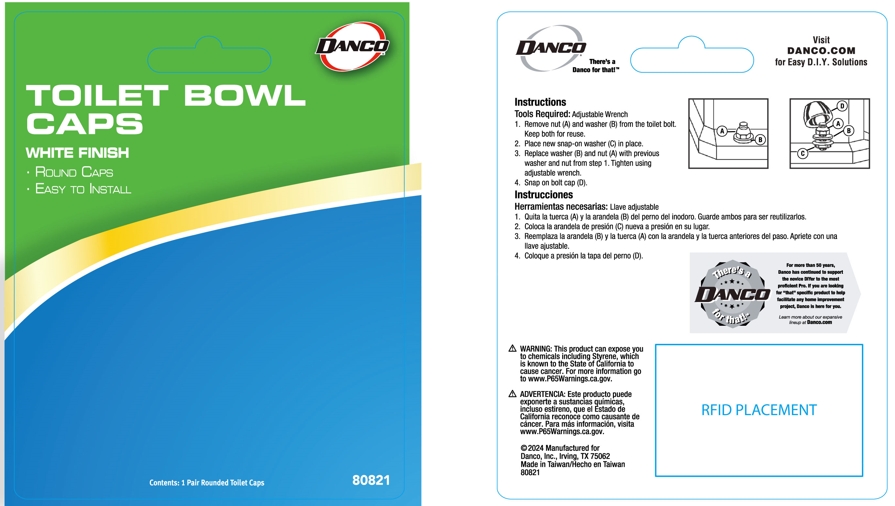 DANCO
TOILET BOWL
CAPS
WHITE FINISH
· ROUND CAPS
· EASY TO INSTALL
Contents: 1 Pair Rounded Toilet Caps
80821
DANCO
There's a
Danco for that!™
Visit
DANCO.COM
for Easy D.I.Y. Solutions
Instructions
Tools Required: Adjustable Wrench
1. Remove nut (A) and washer (B) from the toilet bolt.
Keep both for reuse.
2. Place new snap-on washer (C) in place.
3. Replace washer (B) and nut (A) with previous
washer and nut from step 1. Tighten using
adjustable wrench.
4. Snap on bolt cap (D).
A
B
D
A
B
C
Instrucciones
Herramientas necesarias: Llave adjustable
1. Quita la tuerca (A) y la arandela (B) del perno del inodoro. Guarde ambos para ser reutilizarlos.
2. Coloca la arandela de presión (C) nueva a presión en su lugar.
3. Reemplaza la arandela (B) y la tuerca (A) con la arandela y la tuerca anteriores del paso. Apriete con una
llave ajustable.
4. Coloque a presión la tapa del perno (D).
There's a
DANCO
for that!™
For more than 50 years,
Danco has continued to support
the novice DIYer to the most
proficient Pro. If you are looking
for "that" specific product to help
facilitate any home improvement
project, Danco is here for you.
Learn more about our expansive
lineup at Danco.com
WARNING: This product can expose you
to chemicals including Styrene, which
is known to the State of California to
cause cancer. For more information go
to www.P65Warnings.ca.gov.
ADVERTENCIA: Este producto puede
exponerte a sustancias químicas,
incluso estireno, que el Estado de
California reconoce como causante de
cáncer. Para más información, visita
www.P65Warnings.ca.gov.
©2024 Manufactured for
Danco, Inc., Irving, TX 75062
Made in Taiwan/Hecho en Taiwan
80821
RFID PLACEMENT